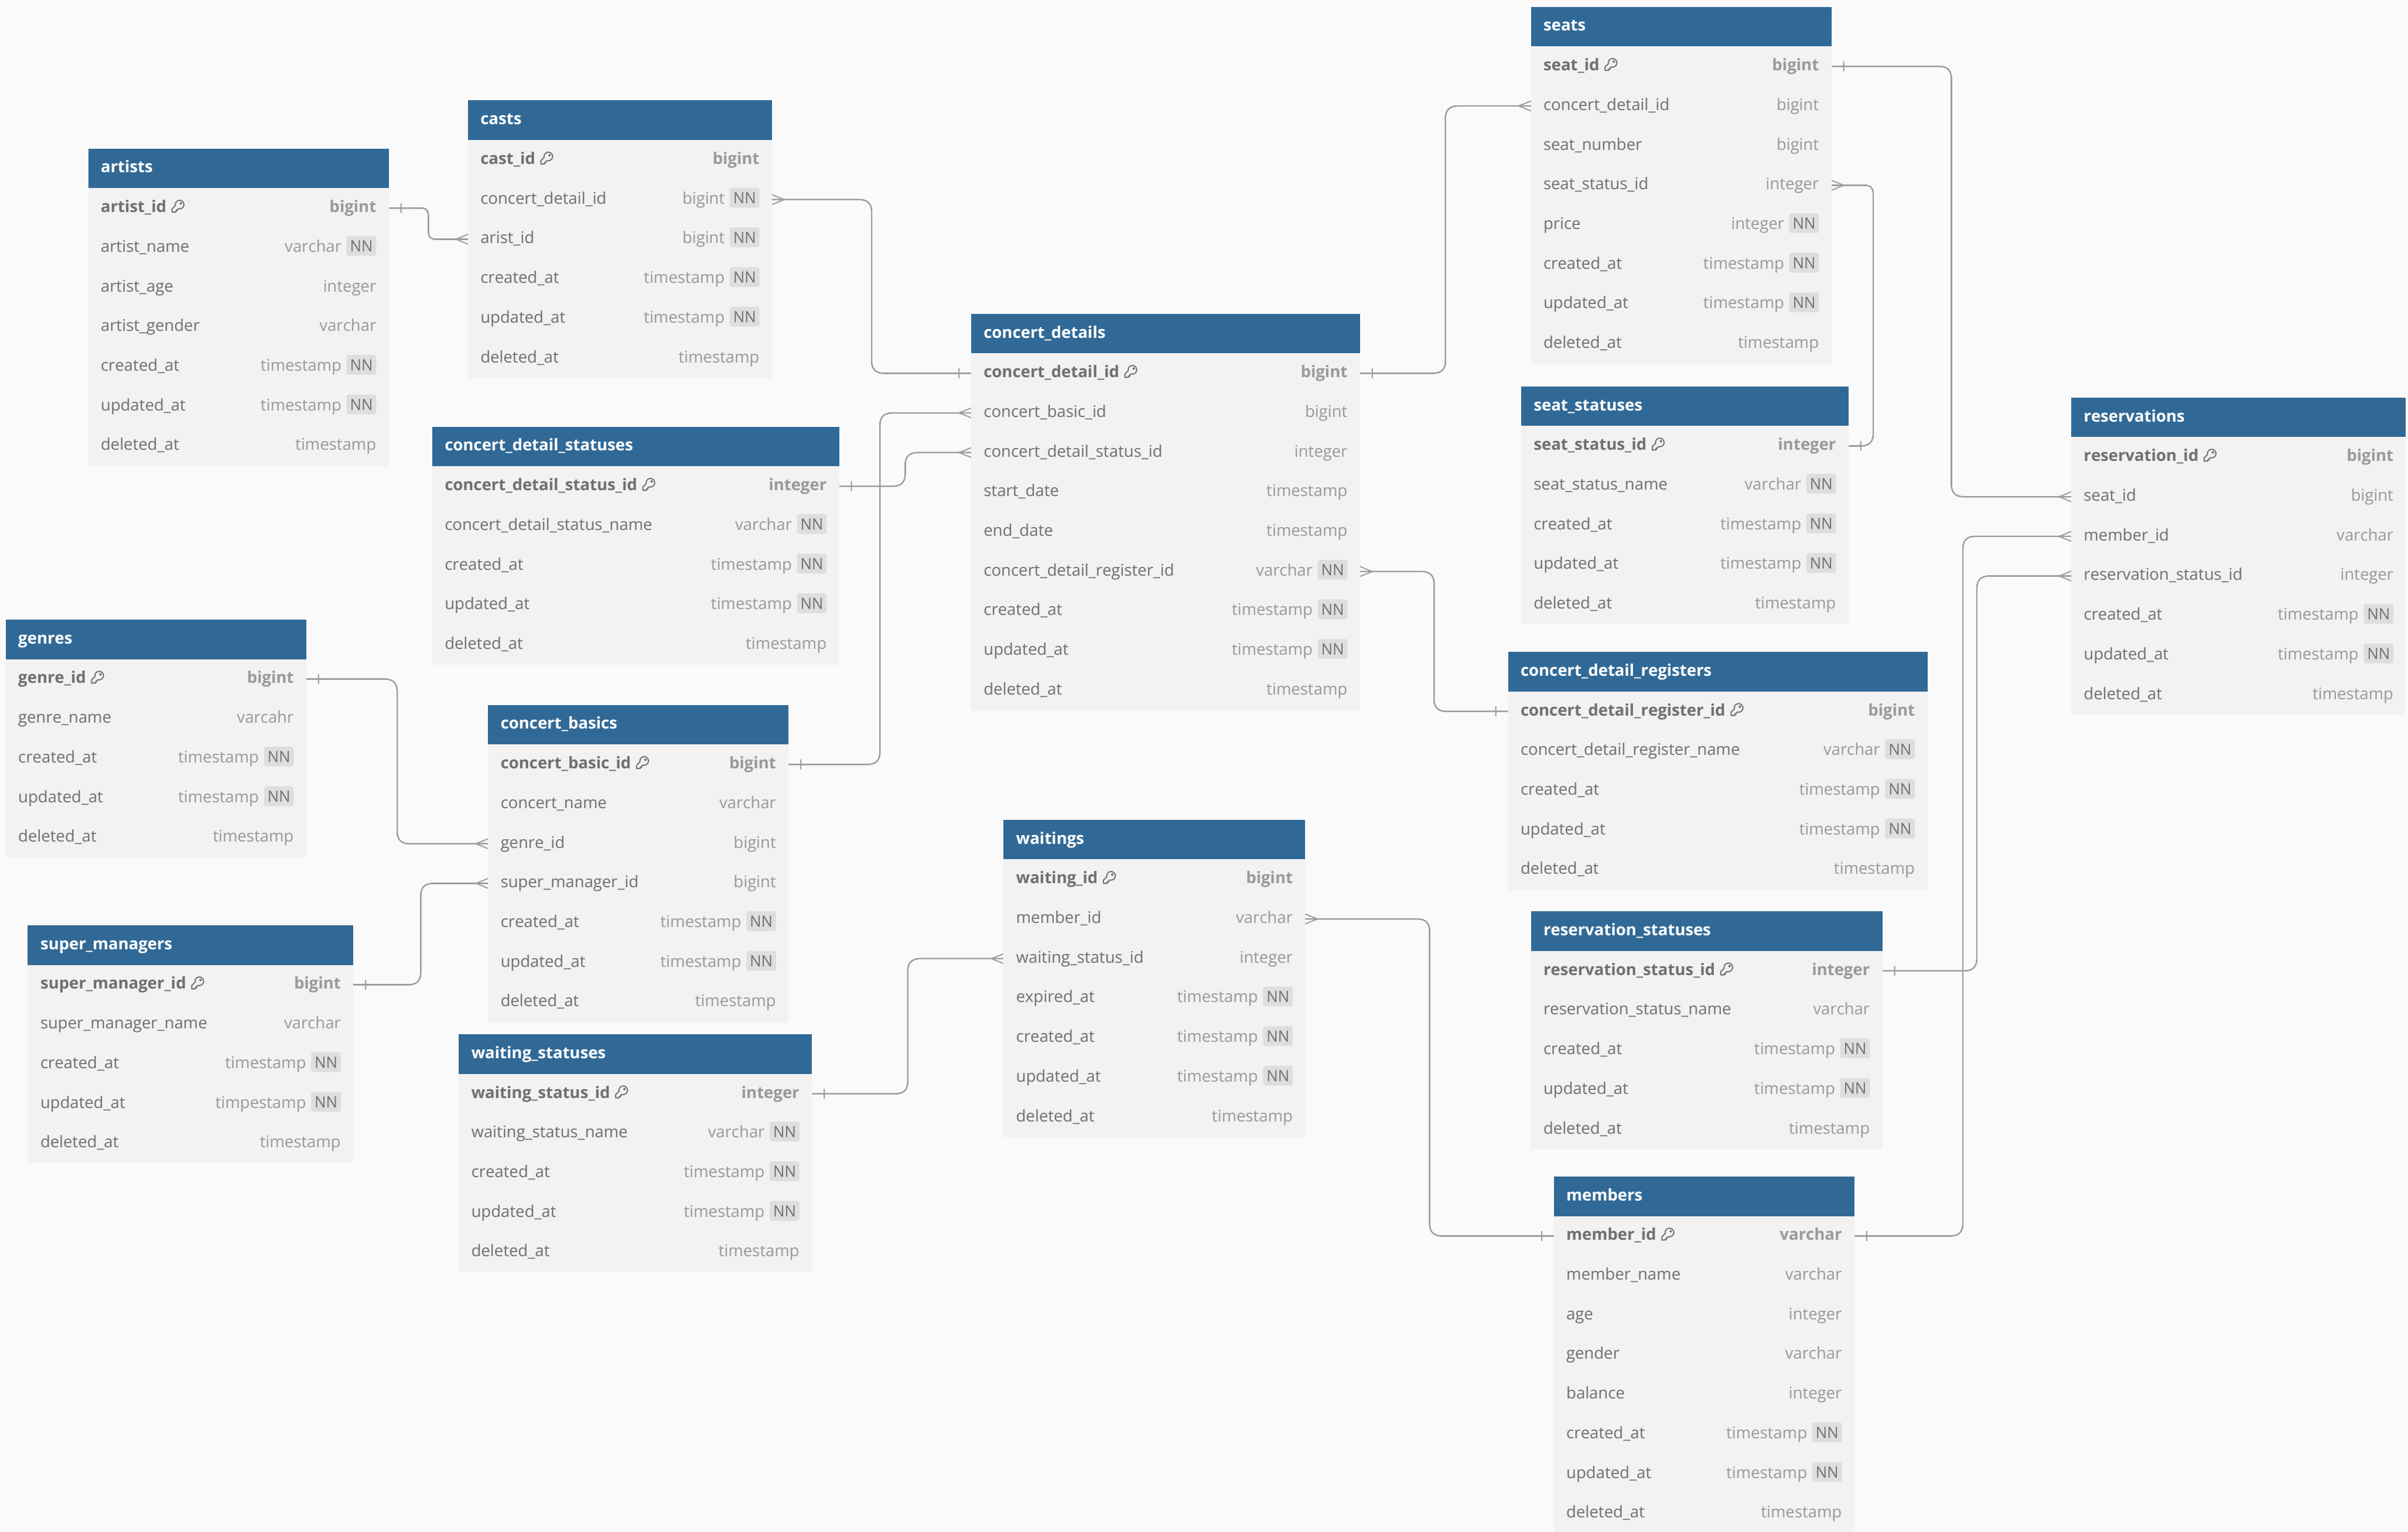 artists
artist_id bigint
artist_name varchar NN
artist_age integer
artist_gender varchar
created_at timestamp NN
updated_at timestamp NN
deleted_at timestamp
casts
cast_id bigint
concert_detail_id bigint NN
arist_id bigint NN
created_at timestamp NN
updated_at timestamp NN
deleted_at timestamp
concert_detail_statuses
concert_detail_status_id integer
concert_detail_status_name varchar NN
created_at timestamp NN
updated_at timestamp NN
deleted_at timestamp
genres
genre_id bigint
genre_name varcahr
created_at timestamp NN
updated_at timestamp NN
deleted_at timestamp
super_managers
super_manager_id bigint
super_manager_name varchar
created_at timestamp NN
updated_at timpestamp NN
deleted_at timestamp
concert_basics
concert_basic_id bigint
concert_name varchar
genre_id bigint
super_manager_id bigint
created_at timestamp NN
updated_at timestamp NN
deleted_at timestamp
waiting_statuses
waiting_status_id integer
waiting_status_name varchar NN
created_at timestamp NN
updated_at timestamp NN
deleted_at timestamp
concert_details
concert_detail_id bigint
concert_basic_id bigint
concert_detail_status_id integer
start_date timestamp
end_date timestamp
concert_detail_register_id varchar NN
created_at timestamp NN
updated_at timestamp NN
deleted_at timestamp
waitings
waiting_id bigint
member_id varchar
waiting_status_id integer
expired_at timestamp NN
created_at timestamp NN
updated_at timestamp NN
deleted_at timestamp
seats
seat_id bigint
concert_detail_id bigint
seat_number bigint
seat_status_id integer
price integer NN
created_at timestamp NN
updated_at timestamp NN
deleted_at timestamp
seat_statuses
seat_status_id integer
seat_status_name varchar NN
created_at timestamp NN
updated_at timestamp NN
deleted_at timestamp
concert_detail_registers
concert_detail_register_id bigint
concert_detail_register_name varchar NN
created_at timestamp NN
updated_at timestamp NN
deleted_at timestamp
reservation_statuses
reservation_status_id integer
reservation_status_name varchar
created_at timestamp NN
updated_at timestamp NN
deleted_at timestamp
members
member_id varchar
member_name varchar
age integer
gender varchar
balance integer
created_at timestamp NN
updated_at timestamp NN
deleted_at timestamp
reservations
reservation_id bigint
seat_id bigint
member_id varchar
reservation_status_id integer
created_at timestamp NN
updated_at timestamp NN
deleted_at timestamp